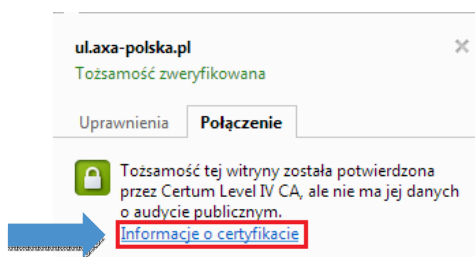 ul.axa-polska.pl
Tożsamość zweryfikowana
Uprawnienia Połączenie
Tożsamość tej witryny została potwierdzona
przez Certum Level IV CA, ale nie ma jej danych
o audycie publicznym.
Informacje o certyfikacie